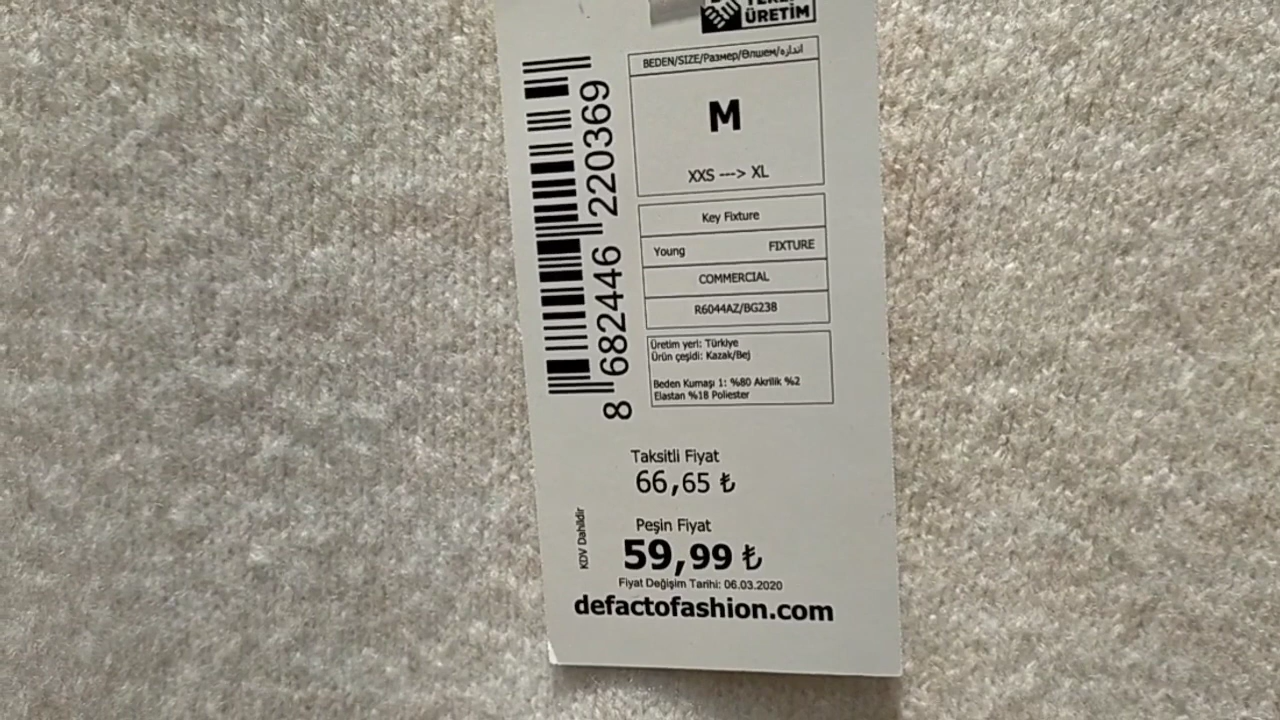 ÜRETİM
BEDEN/SIZE/Размер/Өлшем/اندازه
M
XXS ---> XL
Key Fixture
Young FIXTURE
COMMERCIAL
R6044AZ/BG238
Üretim yeri: Türkiye
Ürün çeşidi: Kazak/Bej
Beden Kumaşı 1: %80 Akrilik %2
Elastan %18 Poliester
8 682446 220369
Taksitli Fiyat
66,65 ₺
Peşin Fiyat
59,99 ₺
KDV Dahildir
Fiyat Değişim Tarihi: 06.03.2020
defactofashion.com